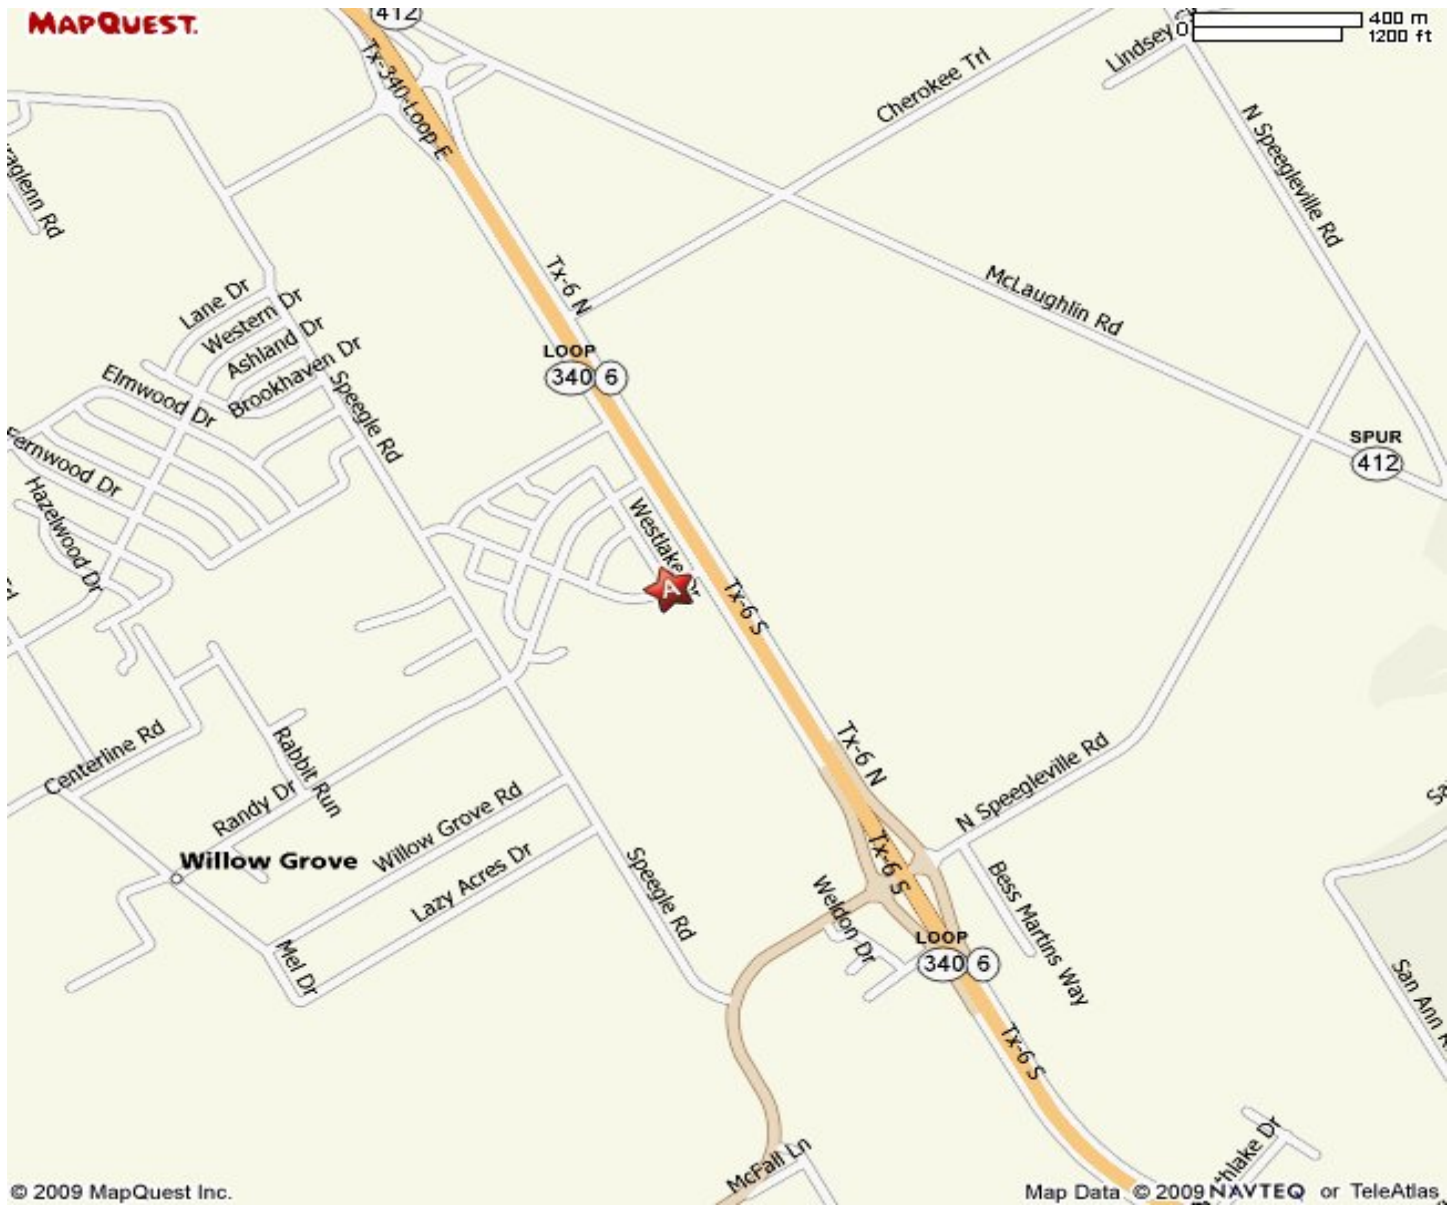 MAPQUEST.
412
400 m
0
1200 ft
Lindsey
Tx-340-Loop E
Cherokee Trl
N Speegleville Rd
Tx-6 N
McLaughlin Rd
Lane Dr
Western Dr
Ashland Dr
Brookhaven Dr
LOOP
340 6
Elmwood Dr
Speegle Rd
SPUR
412
Fernwood Dr
Hazelwood Dr
Westlake Dr
A
Tx-6 S
Tx-6 N
Centerline Rd
Rabbit Run
N Speegleville Rd
Randy Dr
Willow Grove Rd
Willow Grove
Lazy Acres Dr
Speegle Rd
Tx-6 S
Weldon Dr
Bess Martins Way
LOOP
340 6
Mel Dr
San Ann
Tx-6 S
McFall Ln
thlake Dr
© 2009 MapQuest Inc.
Map Data © 2009 NAVTEQ or TeleAtlas